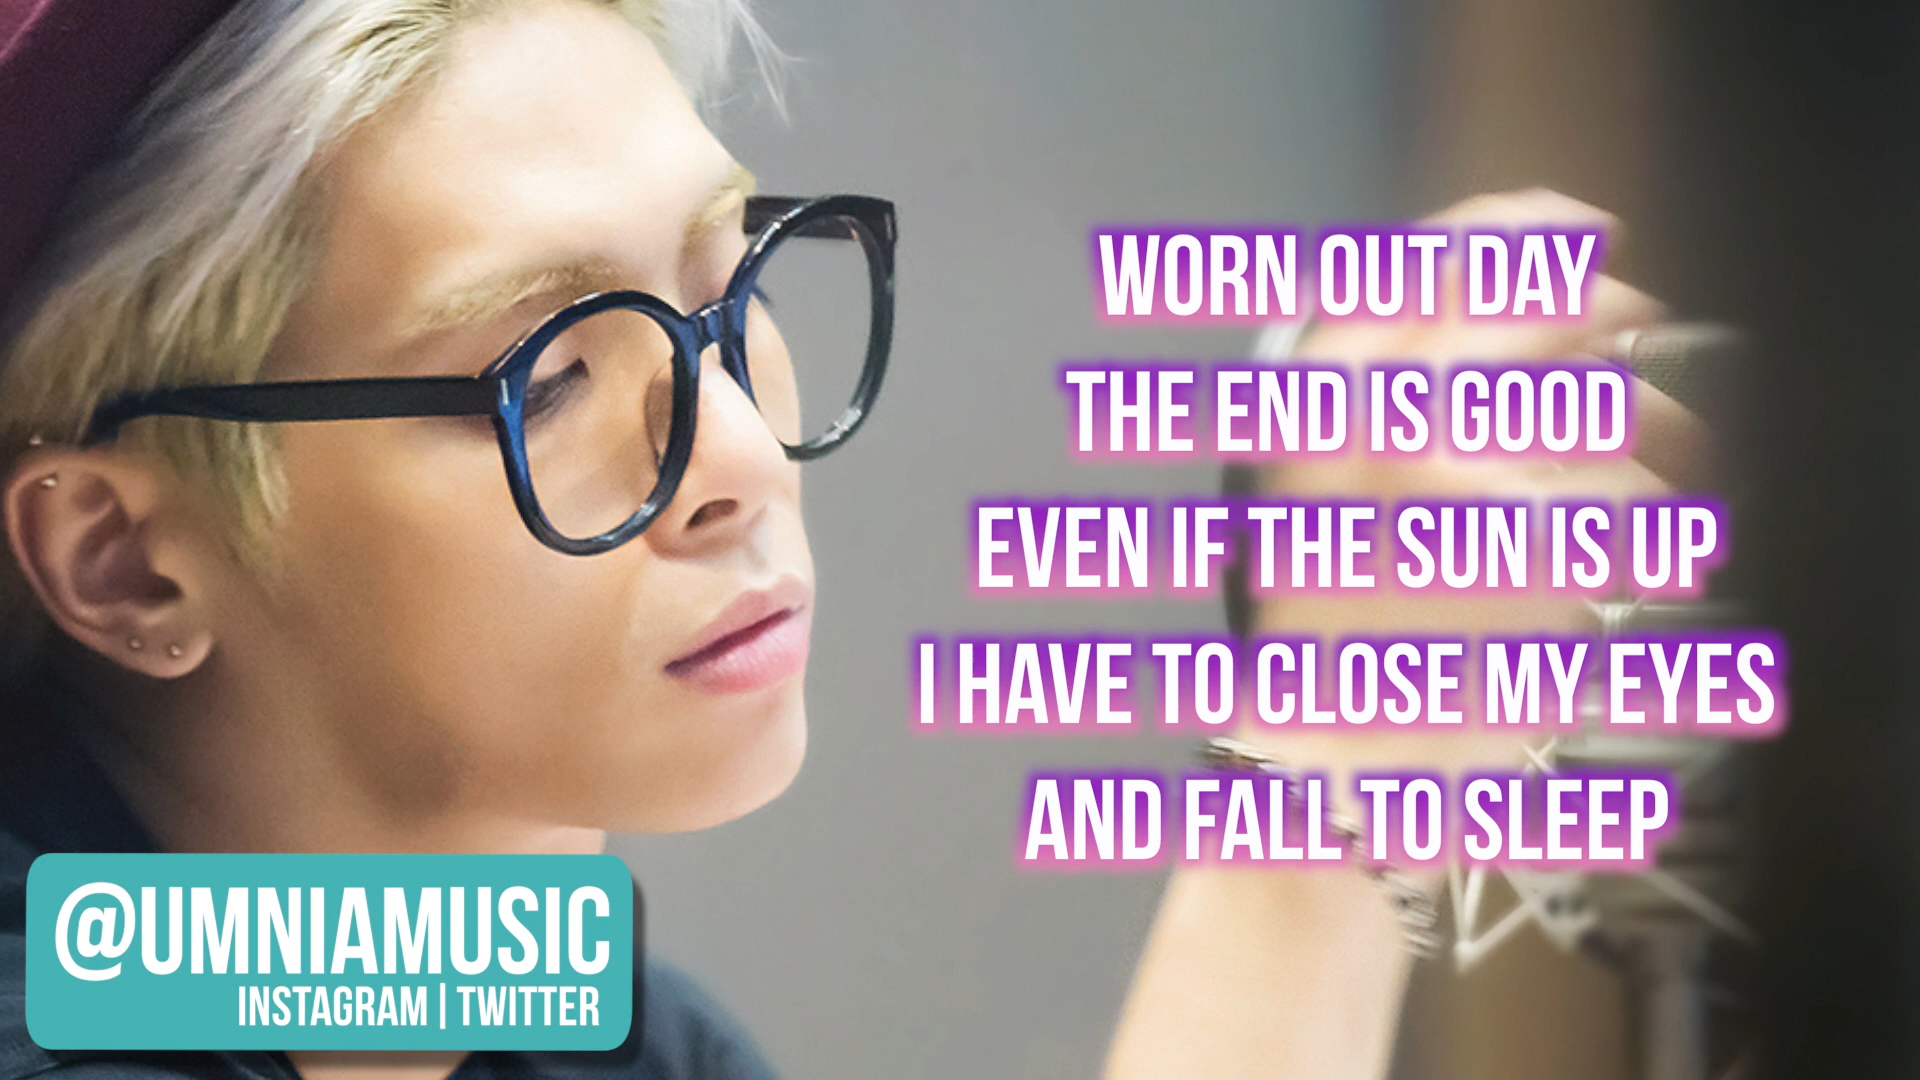 WORN OUT DAY
THE END IS GOOD
EVEN IF THE SUN IS UP
I HAVE TO CLOSE MY EYES
AND FALL TO SLEEP
@UMNIAMUSIC
INSTAGRAM | TWITTER